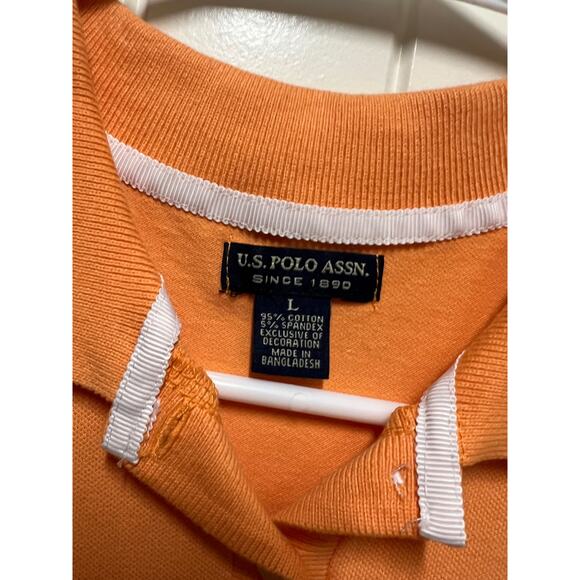 U.S. POLO ASSN.
SINCE 1890
L
95% COTTON
5% SPANDEX
EXCLUSIVE OF
DECORATION
MADE IN
BANGLADESH